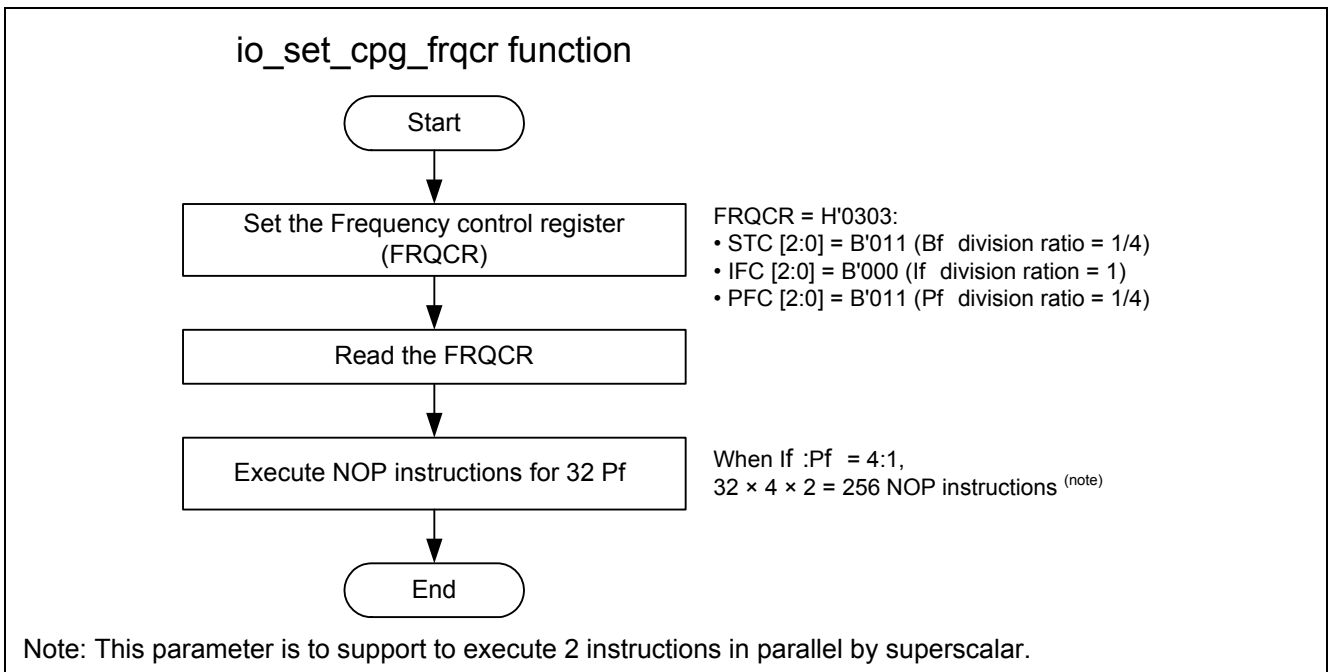 io_set_cpg_frqcr function
Start
Set the Frequency control register
(FRQCR)
FRQCR = H'0303:
• STC [2:0] = B'011 (Bf division ratio = 1/4)
• IFC [2:0] = B'000 (If division ration = 1)
• PFC [2:0] = B'011 (Pf division ratio = 1/4)
Read the FRQCR
Execute NOP instructions for 32 Pf
When If :Pf = 4:1,
32 × 4 × 2 = 256 NOP instructions (note)
End
Note: This parameter is to support to execute 2 instructions in parallel by superscalar.